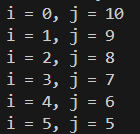 i = 0, j = 10
i = 1, j = 9
i = 2, j = 8
i = 3, j = 7
i = 4, j = 6
i = 5, j = 5